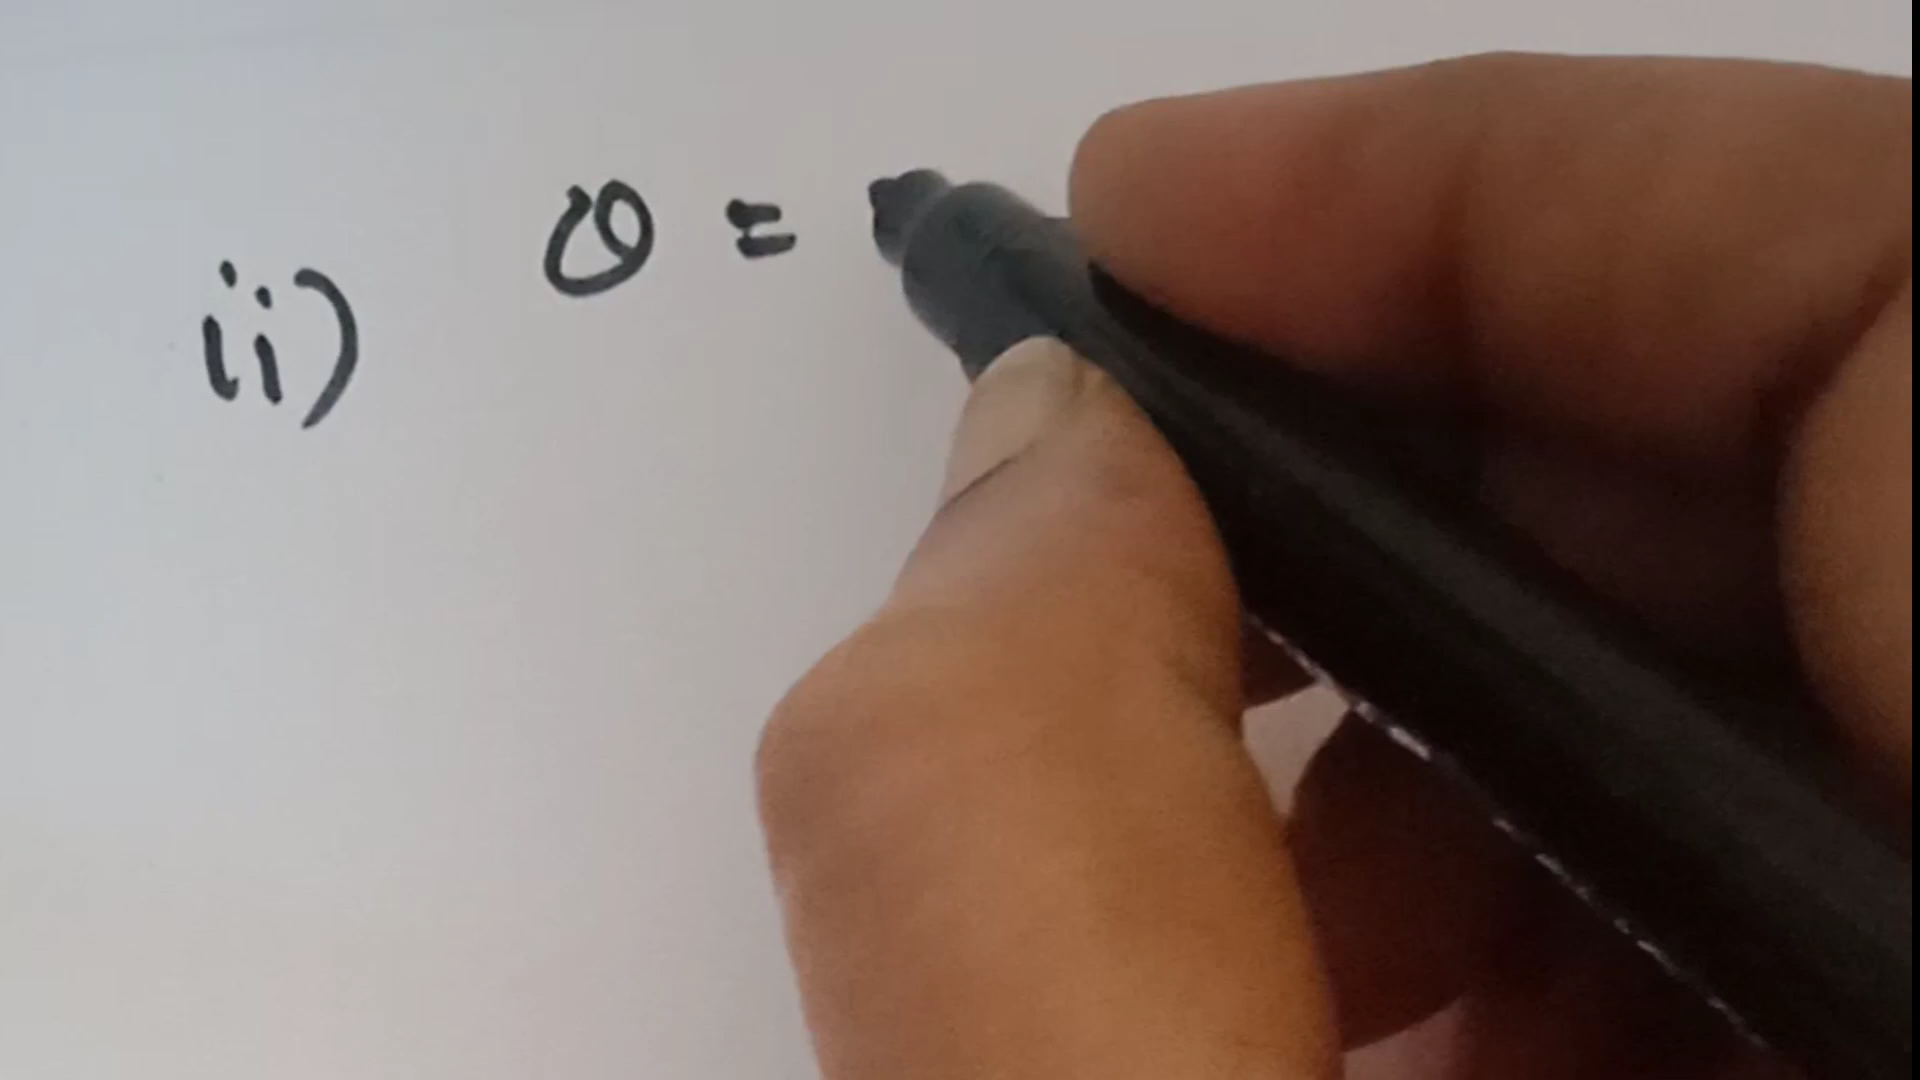 ii) θ =